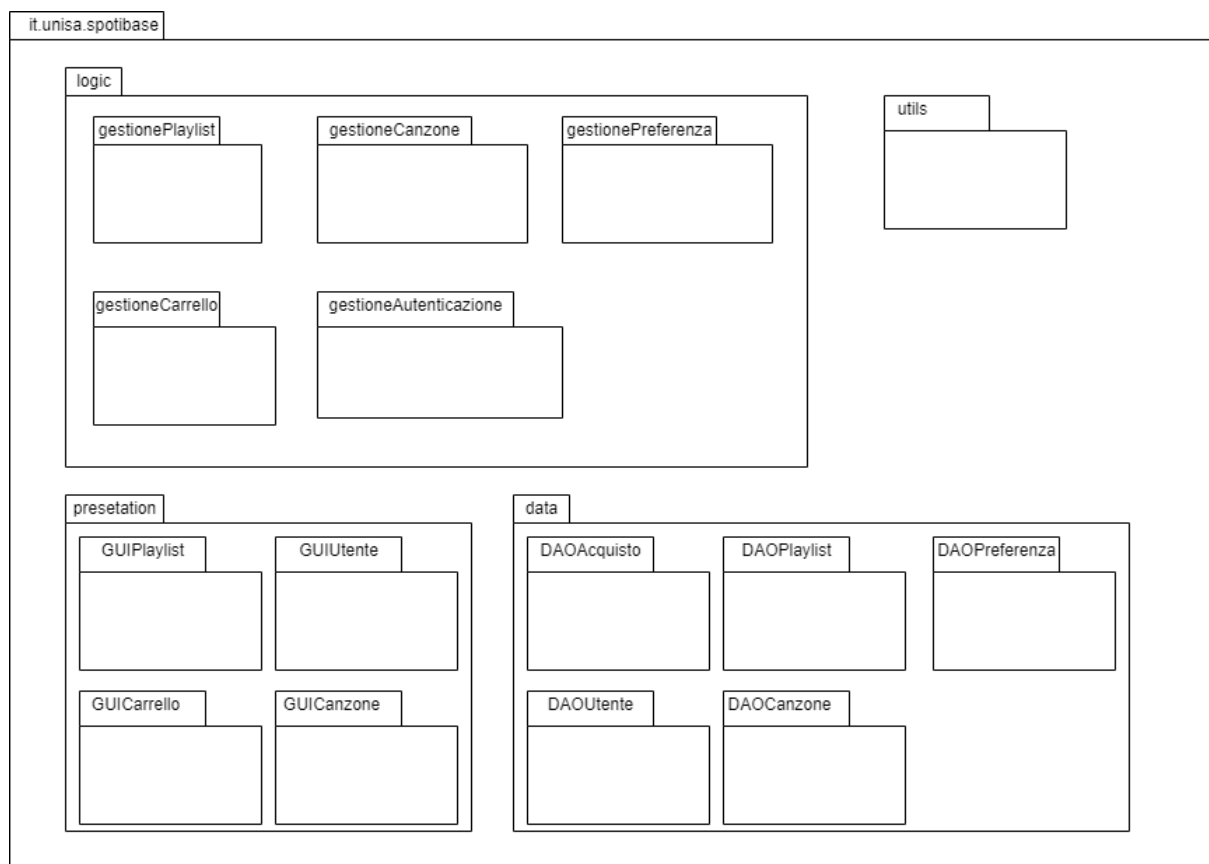 it.unisa.spotibase
logic
gestionePlaylist
gestioneCanzone
gestionePreferenza
utils
gestioneCarrello
gestioneAutenticazione
presetation
GUIPlaylist
GUIUtente
GUICarrello
GUICanzone
data
DAOAcquisto
DAOPlaylist
DAOPreferenza
DAOUtente
DAOCanzone